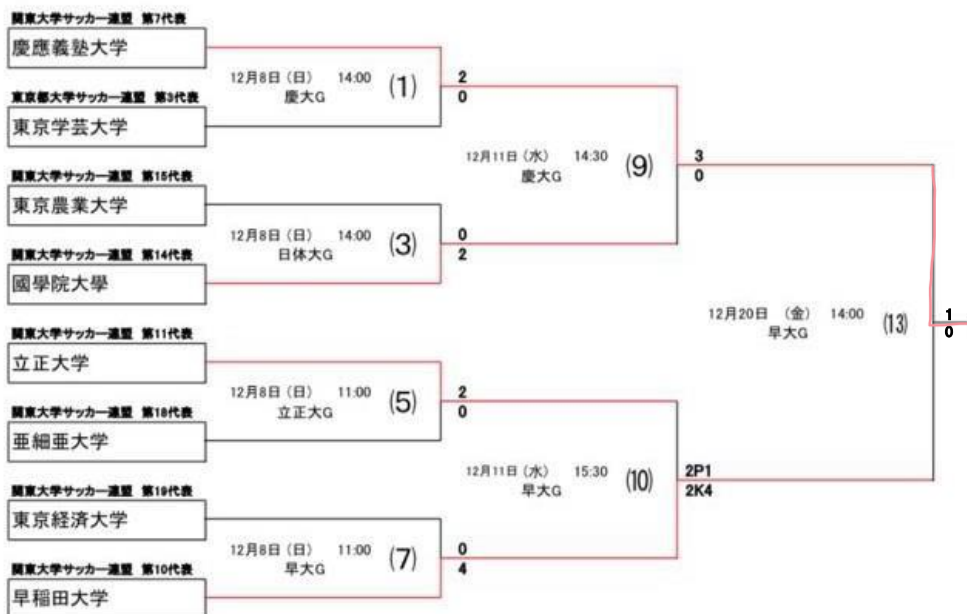 関東大学サッカー連盟 第7代表
慶應義塾大学
12月8日（日） 14:00 (1)
慶大G
2
0
東京都大学サッカー連盟 第3代表
東京学芸大学
12月11日（水） 14:30 (9)
慶大G
3
0
関東大学サッカー連盟 第15代表
東京農業大学
12月8日（日） 14:00 (3)
日体大G
0
2
関東大学サッカー連盟 第14代表
國學院大學
12月20日 （金） 14:00 (13)
早大G
1
0
関東大学サッカー連盟 第11代表
立正大学
12月8日（日） 11:00 (5)
立正大G
2
0
関東大学サッカー連盟 第18代表
亜細亜大学
12月11日（水） 15:30 (10)
早大G
2P1
2K4
関東大学サッカー連盟 第19代表
東京経済大学
12月8日（日） 11:00 (7)
早大G
0
4
関東大学サッカー連盟 第10代表
早稲田大学